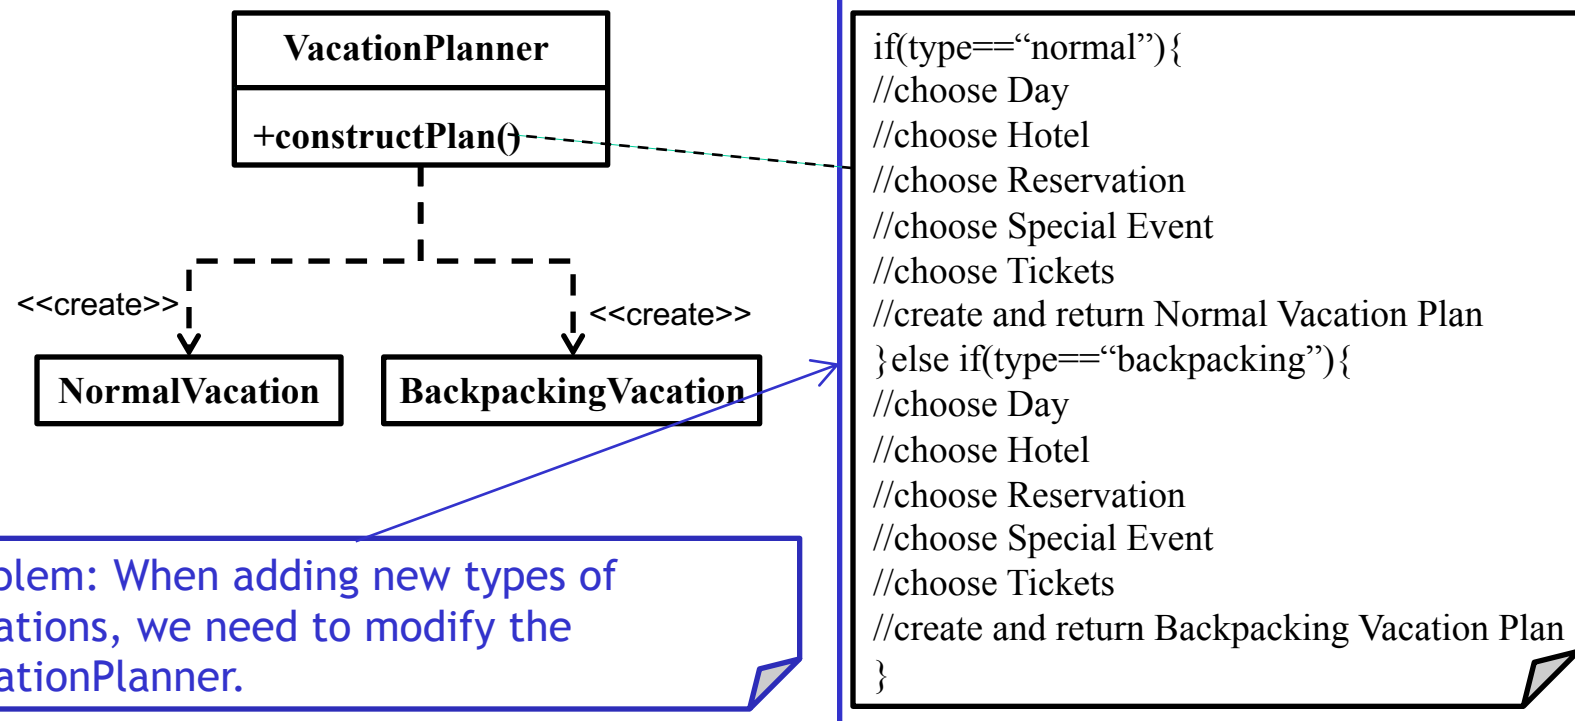 VacationPlanner
+constructPlan()
<<create>>
<<create>>
NormalVacation
BackpackingVacation
olem: When adding new types of
ations, we need to modify the
ationPlanner.
if(type==“normal”){
//choose Day
//choose Hotel
//choose Reservation
//choose Special Event
//choose Tickets
//create and return Normal Vacation Plan
}else if(type==“backpacking”){
//choose Day
//choose Hotel
//choose Reservation
//choose Special Event
//choose Tickets
//create and return Backpacking Vacation Plan
}